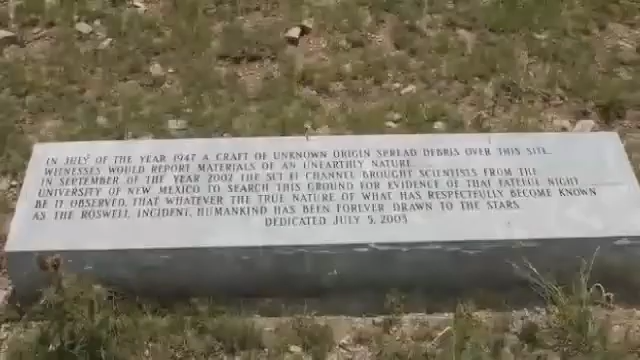 IN JULY OF THE YEAR 1947 A CRAFT OF UNKNOWN ORIGIN SPREAD DEBRIS OVER THIS SITE.
WITNESSES WOULD REPORT MATERIALS OF AN UNEARTHLY NATURE.
IN SEPTEMBER OF THE YEAR 2002 THE SCI FI CHANNEL BROUGHT SCIENTISTS FROM THE
UNIVERSITY OF NEW MEXICO TO SEARCH THIS GROUND FOR EVIDENCE OF THAT FATEFUL NIGHT
BE IT OBSERVED, THAT WHATEVER THE TRUE NATURE OF WHAT HAS RESPECTFULLY BECOME KNOWN
AS THE ROSWELL INCIDENT, HUMANKIND HAS BEEN FOREVER DRAWN TO THE STARS.
DEDICATED JULY 5, 2003